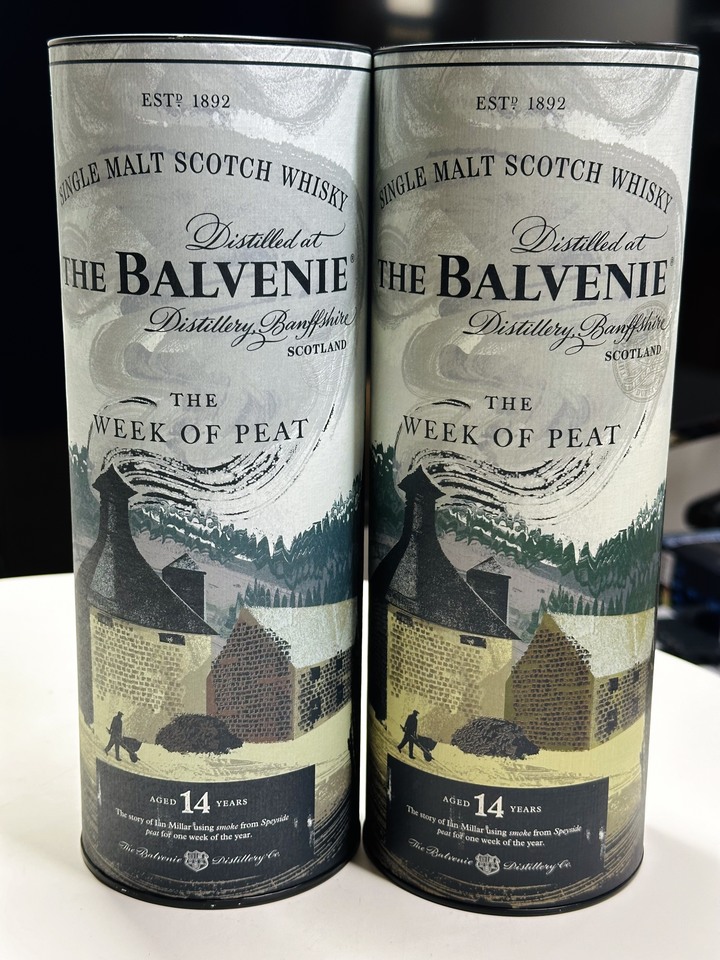 ESTD 1892
SINGLE MALT SCOTCH WHISKY
Distilled at
THE BALVENIE®
Distillery, Banffshire
SCOTLAND
THE
WEEK OF PEAT
AGED 14 YEARS
The story of Ian Millar using smoke from Speyside
peat for one week of the year.
The Balvenie Distillery Co.
ESTD 1892
SINGLE MALT SCOTCH WHISKY
Distilled at
THE BALVENIE
Distillery, Banffshire
SCOTLAND
THE
WEEK OF PEAT
AGED 14 YEARS
The story of Ian Millar using smoke from Speyside
peat for one week of the year.
The Balvenie Distillery Co.